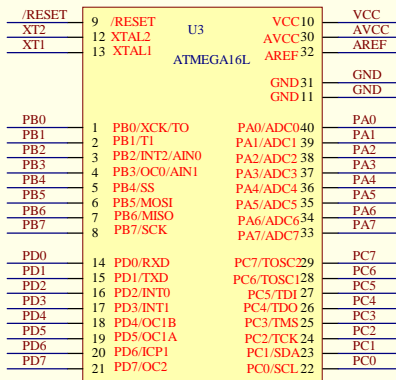 /RESET 9 /RESET U3 VCC 10 VCC
XT2 12 XTAL2 AVCC 30 AVCC
XT1 13 XTAL1 AREF 32 AREF
ATMEGA16L
GND 31 GND
GND 11 GND
PB0 1 PB0/XCK/TO PA0/ADC0 40 PA0
PB1 2 PB1/T1 PA1/ADC1 39 PA1
PB2 3 PB2/INT2/AIN0 PA2/ADC2 38 PA2
PB3 4 PB3/OC0/AIN1 PA3/ADC3 37 PA3
PB4 5 PB4/SS PA4/ADC4 36 PA4
PB5 6 PB5/MOSI PA5/ADC5 35 PA5
PB6 7 PB6/MISO PA6/ADC6 34 PA6
PB7 8 PB7/SCK PA7/ADC7 33 PA7
PD0 14 PD0/RXD PC7/TOSC2 29 PC7
PD1 15 PD1/TXD PC6/TOSC1 28 PC6
PD2 16 PD2/INT0 PC5/TDI 27 PC5
PD3 17 PD3/INT1 PC4/TDO 26 PC4
PD4 18 PD4/OC1B PC3/TMS 25 PC3
PD5 19 PD5/OC1A PC2/TCK 24 PC2
PD6 20 PD6/ICP1 PC1/SDA 23 PC1
PD7 21 PD7/OC2 PC0/SCL 22 PC0